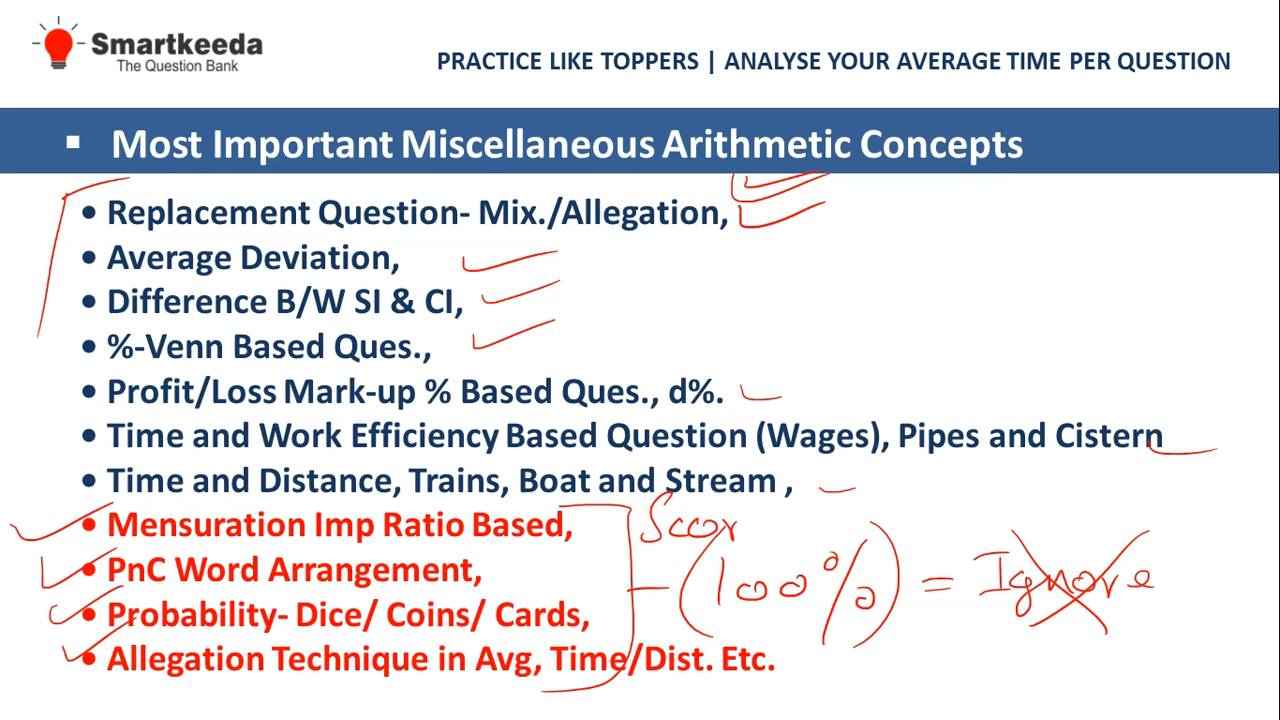 Smartkeeda
The Question Bank
PRACTICE LIKE TOPPERS | ANALYSE YOUR AVERAGE TIME PER QUESTION
▪ Most Important Miscellaneous Arithmetic Concepts
• Replacement Question- Mix./Allegation,
• Average Deviation,
• Difference B/W SI & CI,
• %-Venn Based Ques.,
• Profit/Loss Mark-up % Based Ques., d%.
• Time and Work Efficiency Based Question (Wages), Pipes and Cistern
• Time and Distance, Trains, Boat and Stream ,
• Mensuration Imp Ratio Based,
• PnC Word Arrangement,
• Probability- Dice/ Coins/ Cards,
• Allegation Technique in Avg, Time/Dist. Etc.
Scor
(100%) = Ignore